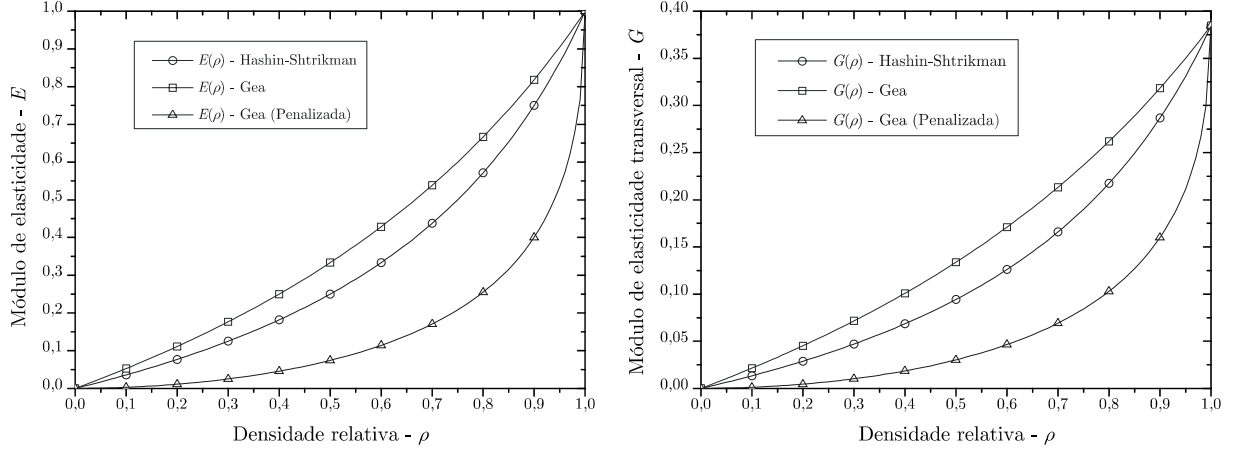 1,0
0,9
0,8
0,7
0,6
0,5
0,4
0,3
0,2
0,1
0,0
Módulo de elasticidade - E
E(ρ) - Hashin-Shtrikman
E(ρ) - Gea
E(ρ) - Gea (Penalizada)
0,0 0,1 0,2 0,3 0,4 0,5 0,6 0,7 0,8 0,9 1,0
Densidade relativa - ρ
0,40
0,35
0,30
0,25
0,20
0,15
0,10
0,05
0,00
Módulo de elasticidade transversal - G
G(ρ) - Hashin-Shtrikman
G(ρ) - Gea
G(ρ) - Gea (Penalizada)
0,0 0,1 0,2 0,3 0,4 0,5 0,6 0,7 0,8 0,9 1,0
Densidade relativa - ρ